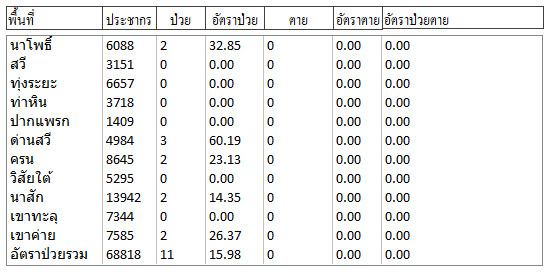 พื้นที่ ประชากร ป่วย อัตราป่วย ตาย อัตราตาย อัตราป่วยตาย
นาโพธิ์ 6088 2 32.85 0 0.00 0.00
สวี 3151 0 0.00 0 0.00 0.00
ทุ่งระยะ 6657 0 0.00 0 0.00 0.00
ท่าหิน 3718 0 0.00 0 0.00 0.00
ปากแพรก 1409 0 0.00 0 0.00 0.00
ด่านสวี 4984 3 60.19 0 0.00 0.00
ครน 8645 2 23.13 0 0.00 0.00
วิสัยใต้ 5295 0 0.00 0 0.00 0.00
นาสัก 13942 2 14.35 0 0.00 0.00
เขาทะลุ 7344 0 0.00 0 0.00 0.00
เขาค่าย 7585 2 26.37 0 0.00 0.00
อัตราป่วยรวม 68818 11 15.98 0 0.00 0.00